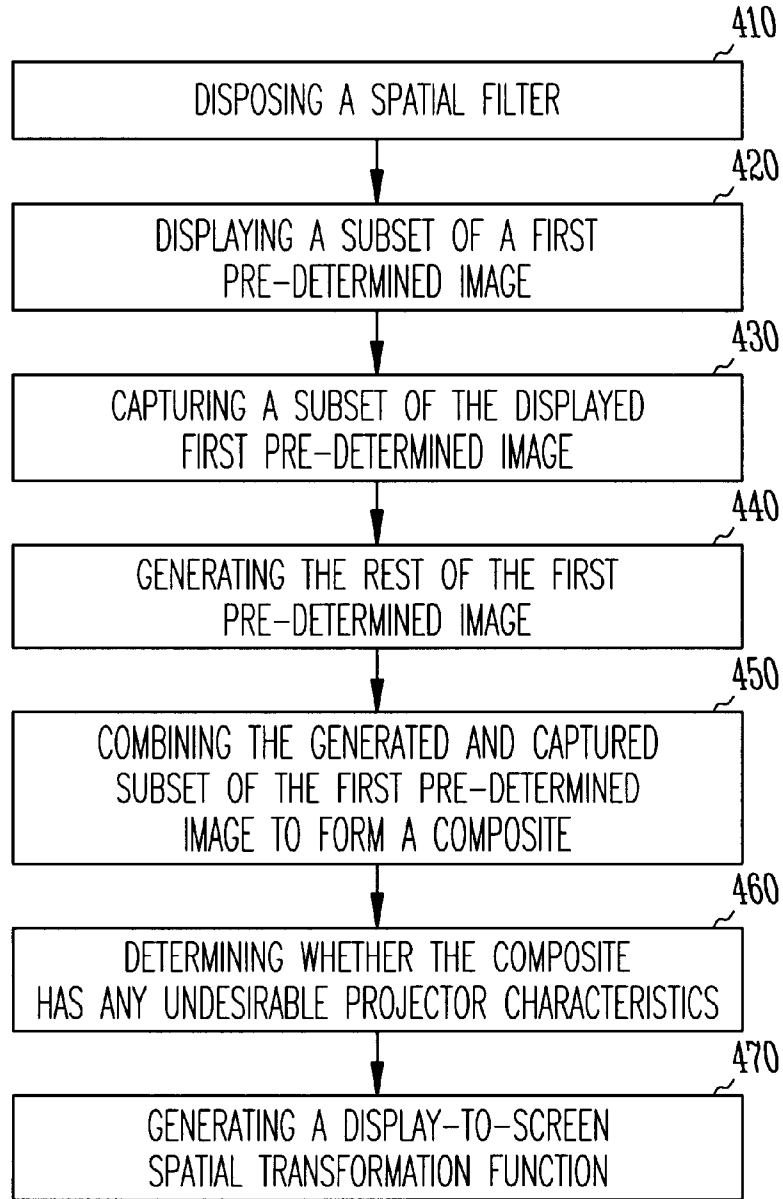 410
DISPOSING A SPATIAL FILTER
420
DISPLAYING A SUBSET OF A FIRST
PRE-DETERMINED IMAGE
430
CAPTURING A SUBSET OF THE DISPLAYED
FIRST PRE-DETERMINED IMAGE
440
GENERATING THE REST OF THE FIRST
PRE-DETERMINED IMAGE
450
COMBINING THE GENERATED AND CAPTURED
SUBSET OF THE FIRST PRE-DETERMINED
IMAGE TO FORM A COMPOSITE
460
DETERMINING WHETHER THE COMPOSITE
HAS ANY UNDESIRABLE PROJECTOR CHARACTERISTICS
470
GENERATING A DISPLAY-TO-SCREEN
SPATIAL TRANSFORMATION FUNCTION